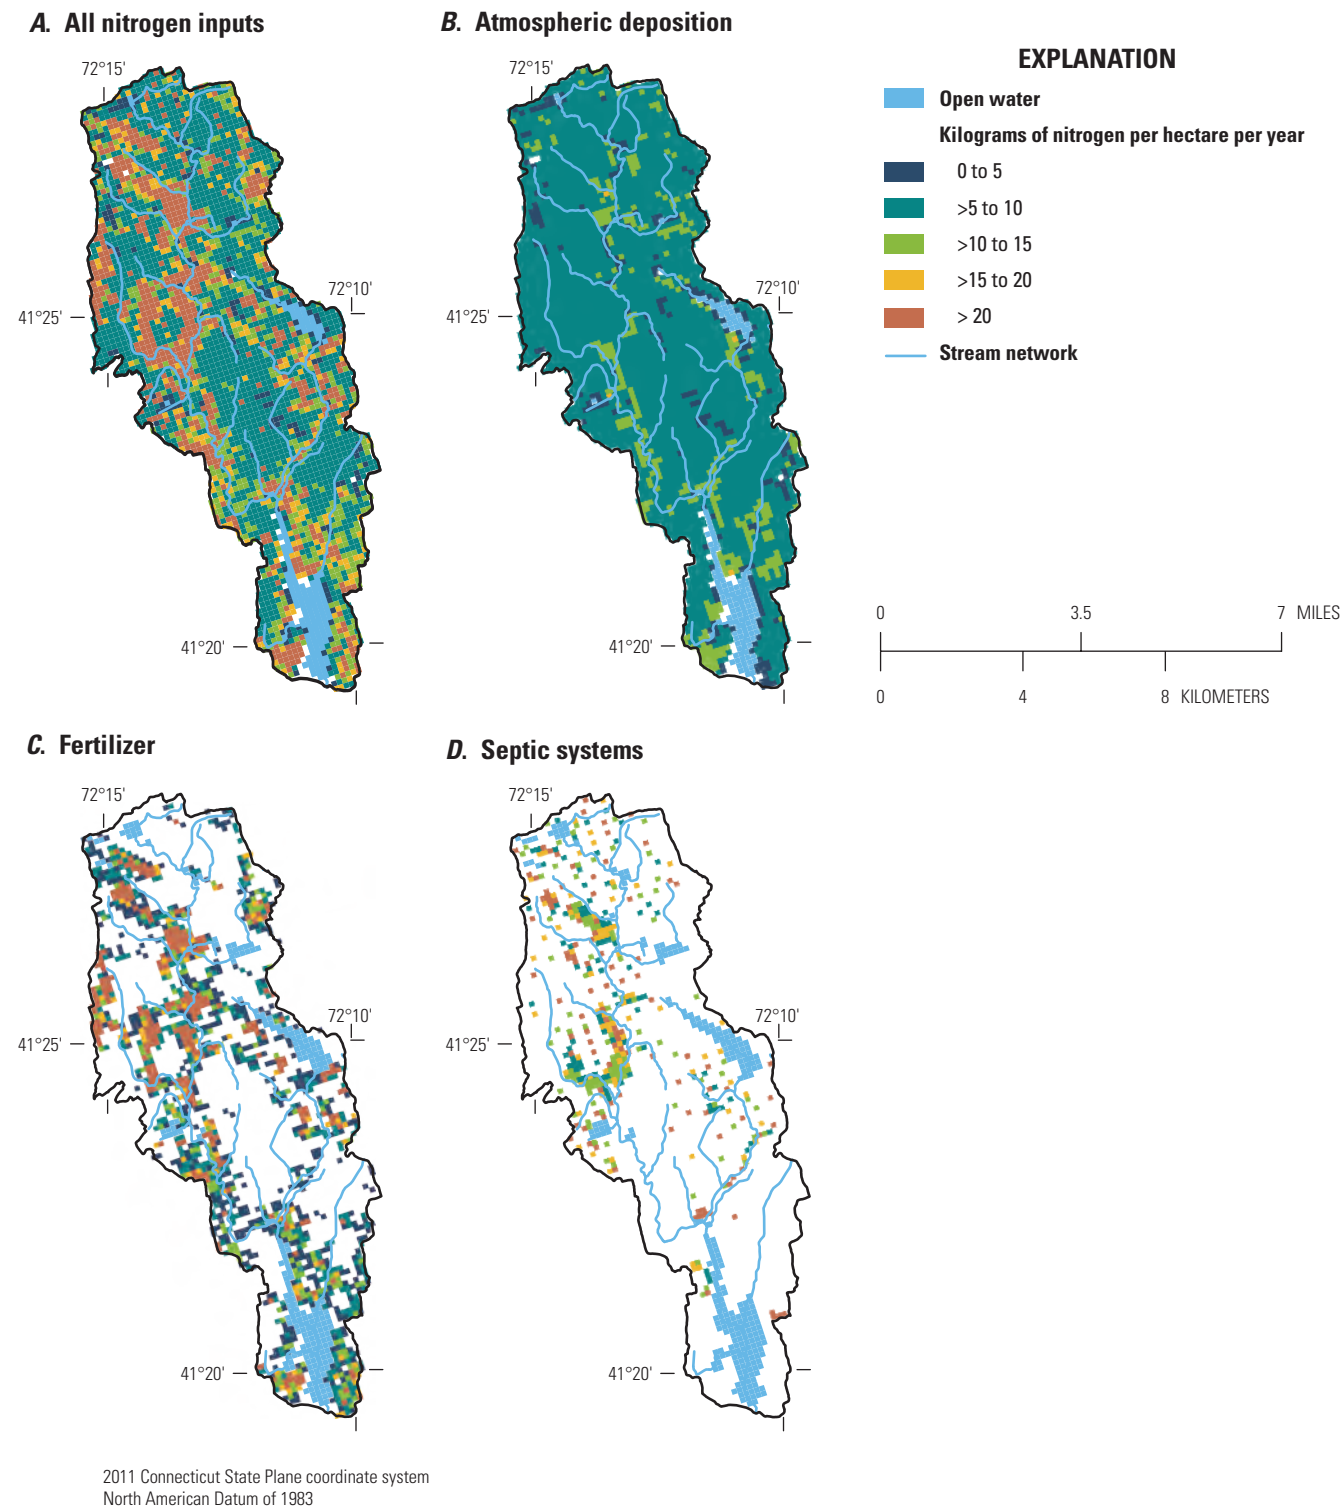 A. All nitrogen inputs
72°15'
72°10'
41°25'
41°20'
B. Atmospheric deposition
72°15'
72°10'
41°25'
41°20'
EXPLANATION
Open water
Kilograms of nitrogen per hectare per year
0 to 5
>5 to 10
>10 to 15
>15 to 20
> 20
Stream network
0 3.5 7 MILES
0 4 8 KILOMETERS
C. Fertilizer
72°15'
72°10'
41°25'
41°20'
D. Septic systems
72°15'
72°10'
41°25'
41°20'
2011 Connecticut State Plane coordinate system
North American Datum of 1983